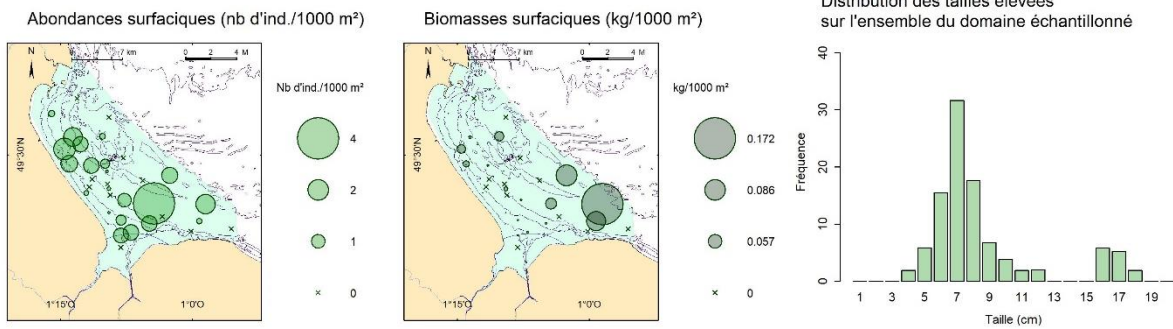 Abondances surfaciques (nb d'ind./1000 m²)
N
7 km
0 2 4 M
Nb d'ind./1000 m²
4
2
1
0
49°30'N
1°15'O
1°0'O
Biomasses surfaciques (kg/1000 m²)
N
4 7 km
0 2 4 M
kg/1000 m²
0.172
0.086
0.057
0
49°30'N
1°15'O
1°0'O
Distribution des tailles élevées
sur l'ensemble du domaine échantillonné
Fréquence
40
30
20
10
0
1 3 5 7 9 11 13 15 17 19
Taille (cm)